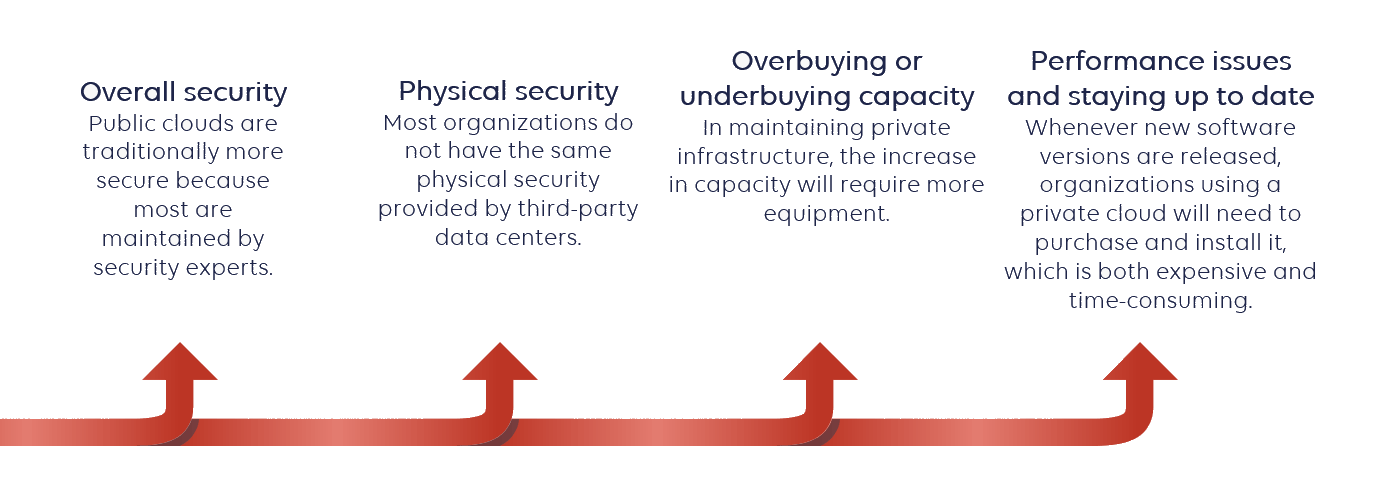 Overall security
Public clouds are
traditionally more
secure because
most are
maintained by
security experts.
Physical security
Most organizations do
not have the same
physical security
provided by third-party
data centers.
Overbuying or
underbuying capacity
In maintaining private
infrastructure, the increase
in capacity will require more
equipment.
Performance issues
and staying up to date
Whenever new software
versions are released,
organizations using a
private cloud will need to
purchase and install it,
which is both expensive and
time-consuming.